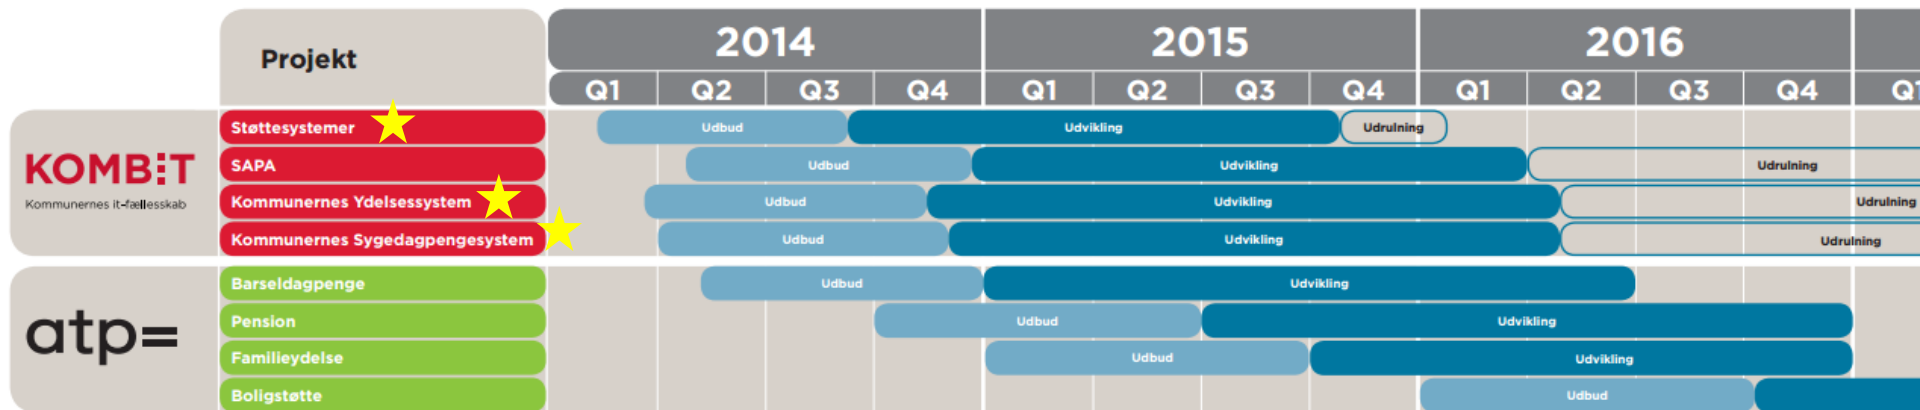 Projekt
2014
2015
2016
Q1 Q2 Q3 Q4 Q1 Q2 Q3 Q4 Q1 Q2 Q3 Q4 Q1
KOMBIT
Kommunernes it-fællesskab
Støttesystemer Udbud Udvikling Udrulning
SAPA Udbud Udvikling Udrulning
Kommunernes Ydelsessystem Udbud Udvikling Udrulning
Kommunernes Sygedagpengesystem Udbud Udvikling Udrulning
atp=
Barseldagpenge Udbud Udvikling
Pension Udbud Udvikling
Familieydelse Udbud Udvikling
Boligstøtte Udbud